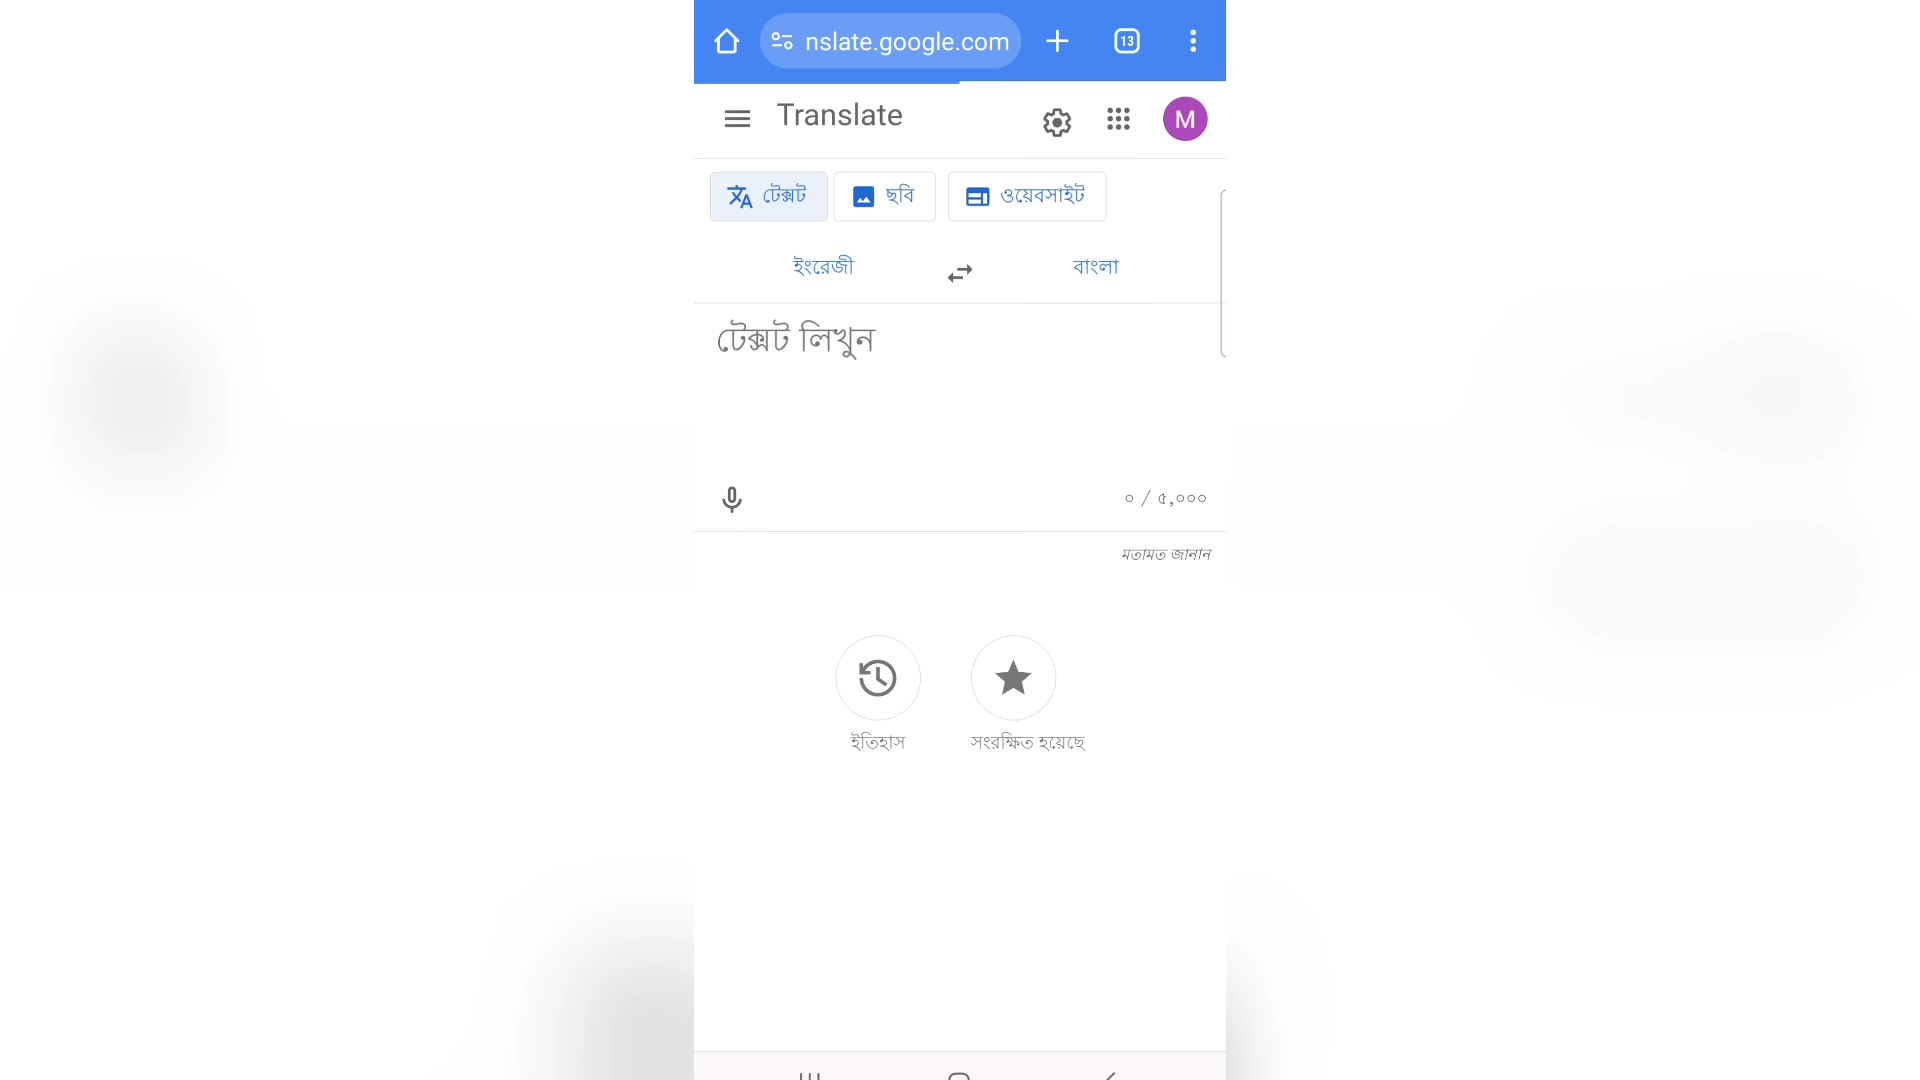 nslate.google.com 13
Translate M
টেক্সট ছবি ওয়েবসাইট
ইংরেজী বাংলা
টেক্সট লিখুন
০ / ৫,০০০
মতামত জানান
ইতিহাস সংরক্ষিত হয়েছে